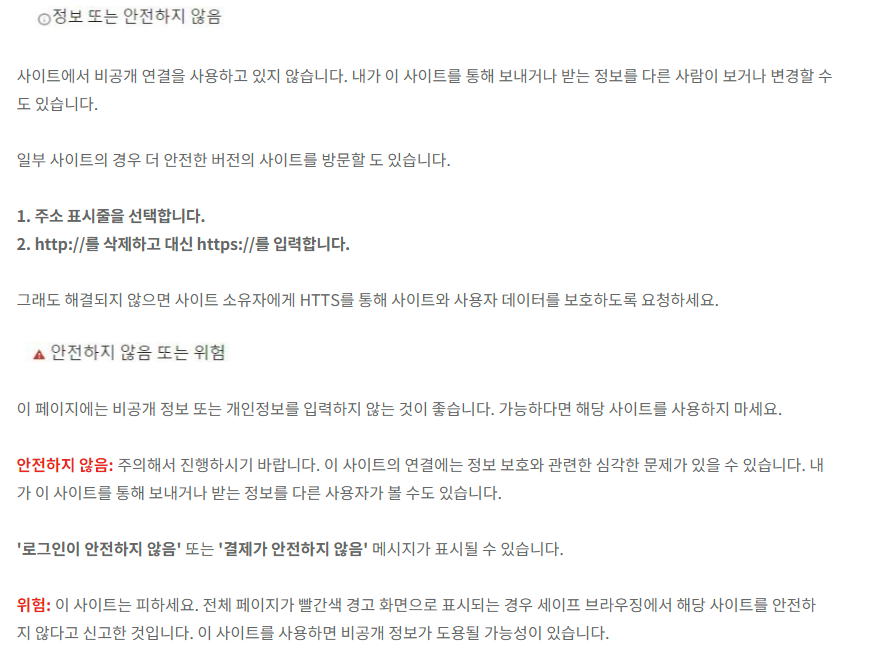 정보 또는 안전하지 않음
사이트에서 비공개 연결을 사용하고 있지 않습니다. 내가 이 사이트를 통해 보내거나 받는 정보를 다른 사람이 보거나 변경할 수
도 있습니다.
일부 사이트의 경우 더 안전한 버전의 사이트를 방문할 도 있습니다.
1. 주소 표시줄을 선택합니다.
2. http://를 삭제하고 대신 https://를 입력합니다.
그래도 해결되지 않으면 사이트 소유자에게 HTTS를 통해 사이트와 사용자 데이터를 보호하도록 요청하세요.
안전하지 않음 또는 위험
이 페이지에는 비공개 정보 또는 개인정보를 입력하지 않는 것이 좋습니다. 가능하다면 해당 사이트를 사용하지 마세요.
안전하지 않음: 주의해서 진행하시기 바랍니다. 이 사이트의 연결에는 정보 보호와 관련한 심각한 문제가 있을 수 있습니다. 내
가 이 사이트를 통해 보내거나 받는 정보를 다른 사용자가 볼 수도 있습니다.
'로그인이 안전하지 않음' 또는 '결제가 안전하지 않음' 메시지가 표시될 수 있습니다.
위험: 이 사이트는 피하세요. 전체 페이지가 빨간색 경고 화면으로 표시되는 경우 세이프 브라우징에서 해당 사이트를 안전하
지 않다고 신고한 것입니다. 이 사이트를 사용하면 비공개 정보가 도용될 가능성이 있습니다.